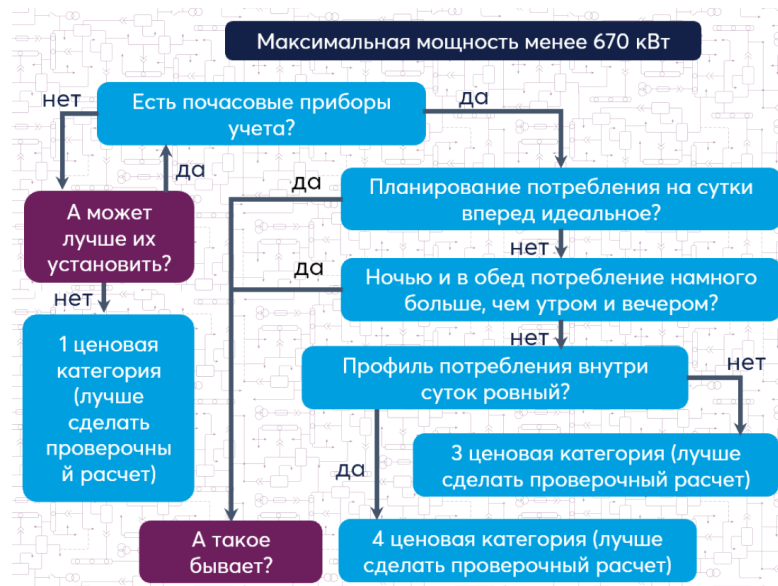 Максимальная мощность менее 670 кВт
нет
Есть почасовые приборы
учета?
да
да
А может
лучше их
установить?
да
Планирование потребления на сутки
вперед идеальное?
нет
да
Ночью и в обед потребление намного
больше, чем утром и вечером?
нет
1 ценовая
категория
(лучше
сделать
проверочны
й расчет)
нет
Профиль потребления внутри
суток ровный?
нет
3 ценовая категория (лучше
сделать проверочный расчет)
да
А такое
бывает?
4 ценовая категория (лучше
сделать проверочный расчет)